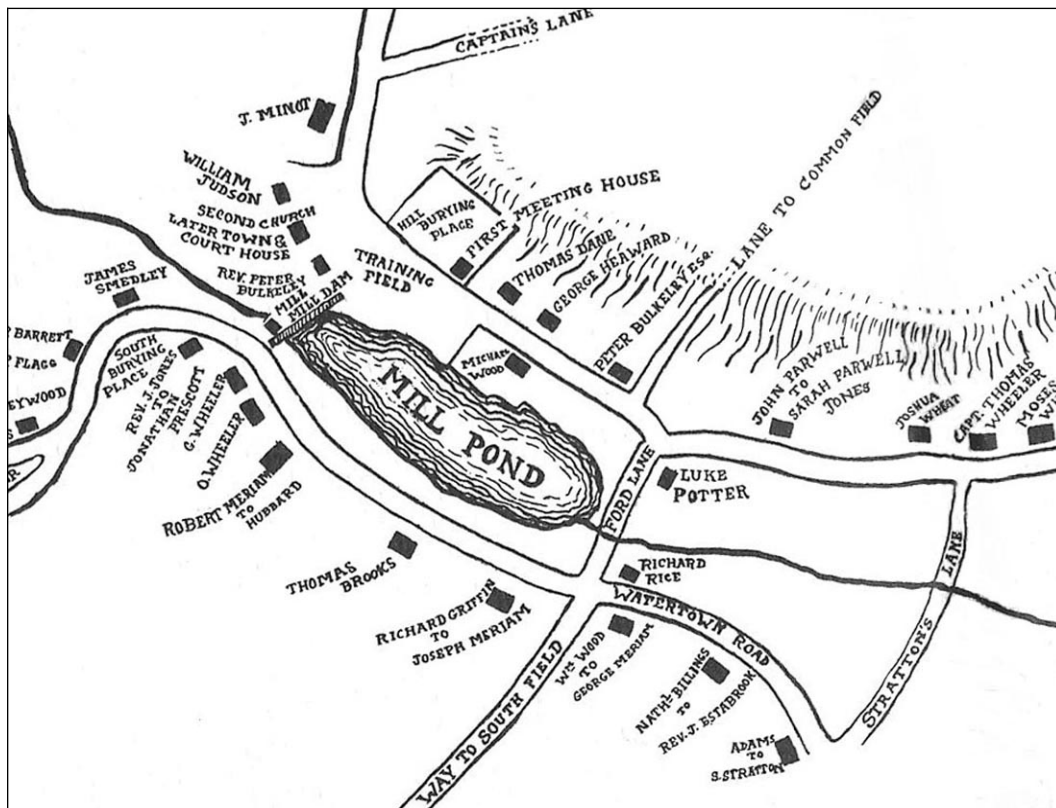 CAPTAINS LANE
J. MINOT
WILLIAM
JUDSON
SECOND CHURCH
LATER TOWN &
COURT HOUSE
REV. PETER
BULKELEY
MILL
MILL DAM
TRAINING
FIELD
HILL
BURYING
PLACE
FIRST MEETING HOUSE
THOMAS DANE
GEORGE HEAWARD
PETER BULKELEY ESQ.
LANE TO COMMON FIELD
JAMES
SMEDLEY
BARRETT
FLAGG
EYWOOD
SOUTH
BURYING
PLACE
REV. J. JONES
TO
JONATHAN
PRESCOTT
G. WHEELER
O. WHEELER
ROBERT MERIAM
TO
HUBBARD
MILL POND
MICHAEL
WOOD
JOHN FARWELL
TO
SARAH FARWELL
JONES
JOSHUA
WHEAT
CAPT. THOMAS
WHEELER
MOSES
WH
FORD LANE
LUKE
POTTER
THOMAS
BROOKS
RICHARD GRIFFIN
TO
JOSEPH MERIAM
RICHARD
RICE
WATERTOWN ROAD
WM WOOD
TO
GEORGE MERIAM
NATHL BILLINGS
TO
REV. J. ESTABROOK
ADAMS
TO
S. STRATTON
STRATTON'S LANE
WAY TO SOUTH FIELD